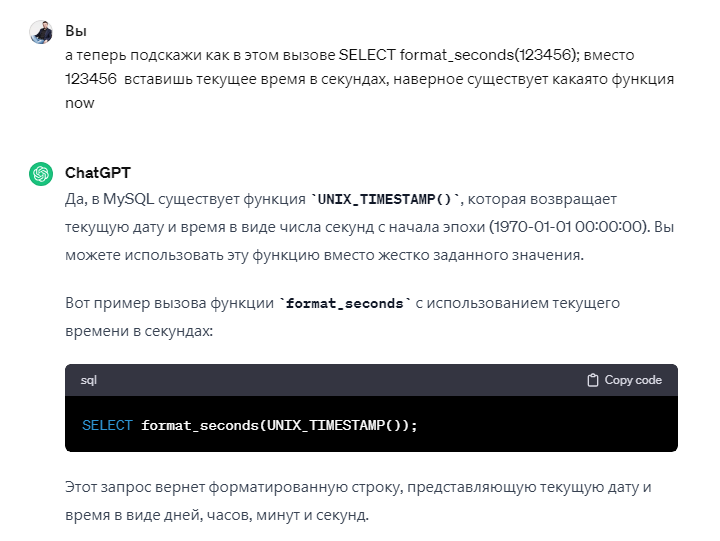 Вы
а теперь подскажи как в этом вызове SELECT format_seconds(123456); вместо
123456 вставишь текущее время в секундах, наверное существует какаято функция
now
ChatGPT
Да, в MySQL существует функция `UNIX_TIMESTAMP()`, которая возвращает
текущую дату и время в виде числа секунд с начала эпохи (1970-01-01 00:00:00). Вы
можете использовать эту функцию вместо жестко заданного значения.
Вот пример вызова функции `format_seconds` с использованием текущего
времени в секундах:
sql Copy code
SELECT format_seconds(UNIX_TIMESTAMP());
Этот запрос вернет форматированную строку, представляющую текущую дату и
время в виде дней, часов, минут и секунд.